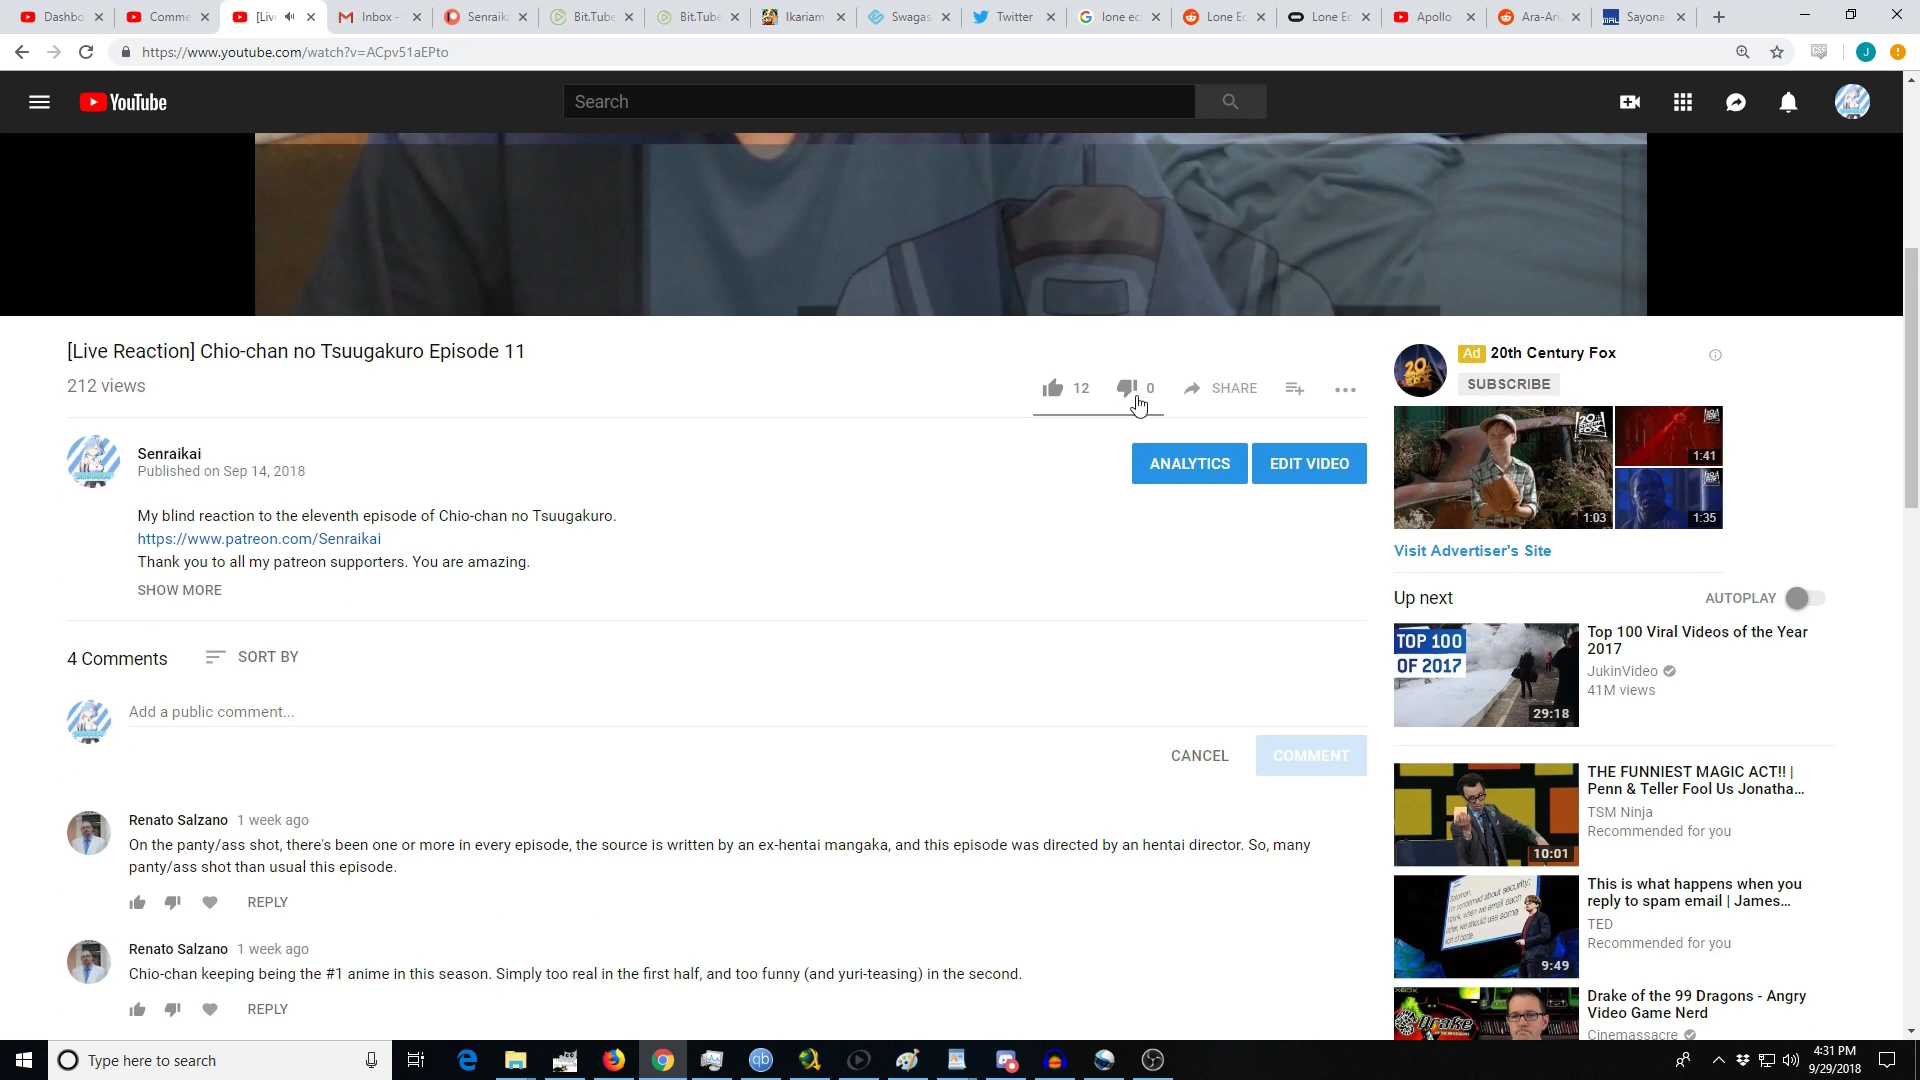 Dashbo
Comme
[Liv
Inbox -
Senraik
Bit.Tube
Bit.Tube
Ikariam
Swagas
Twitter
lone ec
Lone Ec
Lone Ec
Apollo
Ara-Ari
Sayona
https://www.youtube.com/watch?v=ACpv51aEPto
J
YouTube
Search
[Live Reaction] Chio-chan no Tsuugakuro Episode 11
212 views
12
0
SHARE
Senraikai
Published on Sep 14, 2018
ANALYTICS
EDIT VIDEO
My blind reaction to the eleventh episode of Chio-chan no Tsuugakuro.
https://www.patreon.com/Senraikai
Thank you to all my patreon supporters. You are amazing.
SHOW MORE
4 Comments
SORT BY
Add a public comment...
CANCEL
COMMENT
Renato Salzano 1 week ago
On the panty/ass shot, there's been one or more in every episode, the source is written by an ex-hentai mangaka, and this episode was directed by an hentai director. So, many
panty/ass shot than usual this episode.
REPLY
Renato Salzano 1 week ago
Chio-chan keeping being the #1 anime in this season. Simply too real in the first half, and too funny (and yuri-teasing) in the second.
REPLY
Ad 20th Century Fox
SUBSCRIBE
1:03
1:41
1:35
Visit Advertiser's Site
Up next
AUTOPLAY
TOP 100
OF 2017
29:18
Top 100 Viral Videos of the Year
2017
JukinVideo
41M views
10:01
THE FUNNIEST MAGIC ACT!! |
Penn & Teller Fool Us Jonatha...
TSM Ninja
Recommended for you
9:49
This is what happens when you
reply to spam email | James...
TED
Recommended for you
Drake of the 99 Dragons - Angry
Video Game Nerd
Cinemassacre
Type here to search
4:31 PM
9/29/2018